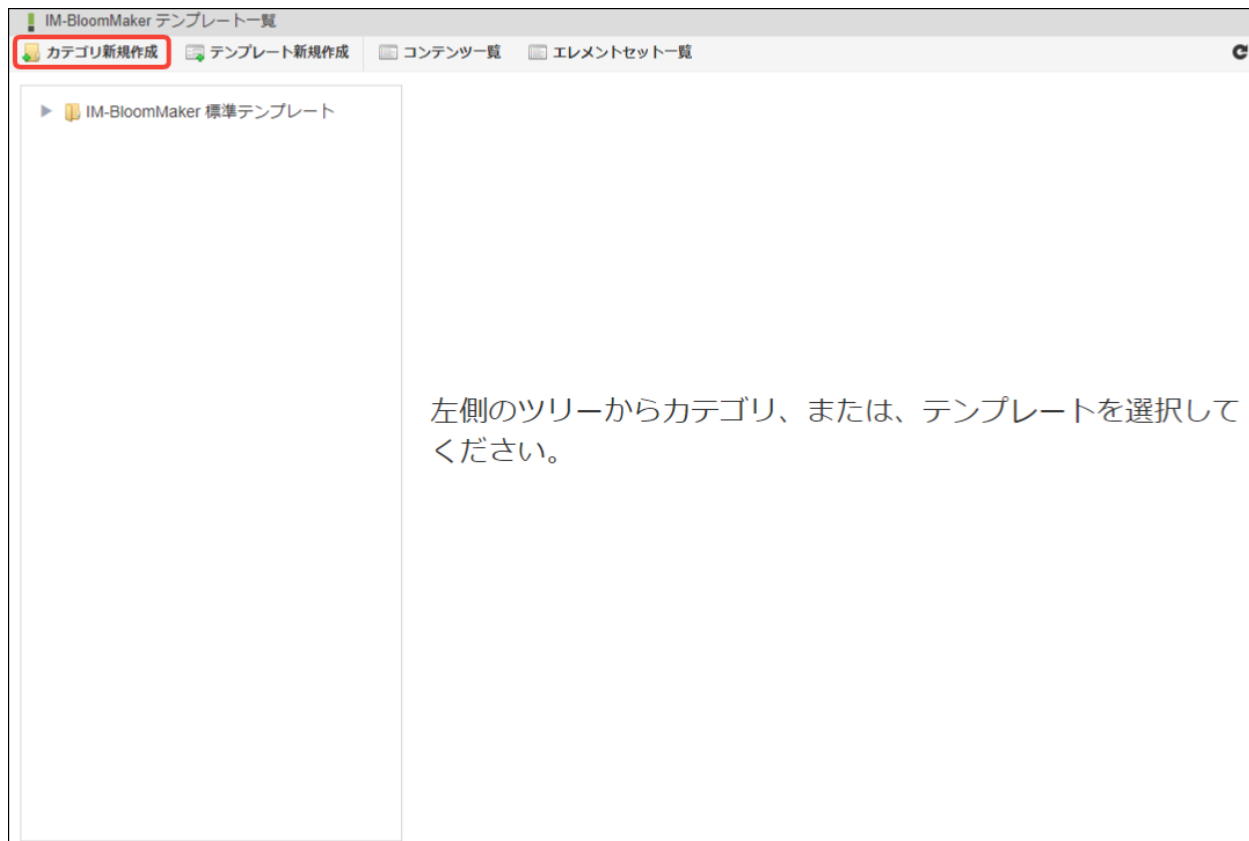 IM-BloomMaker テンプレート一覧
カテゴリ新規作成 テンプレート新規作成 コンテンツ一覧 エレメントセット一覧
IM-BloomMaker 標準テンプレート
左側のツリーからカテゴリ、または、テンプレートを選択して
ください。